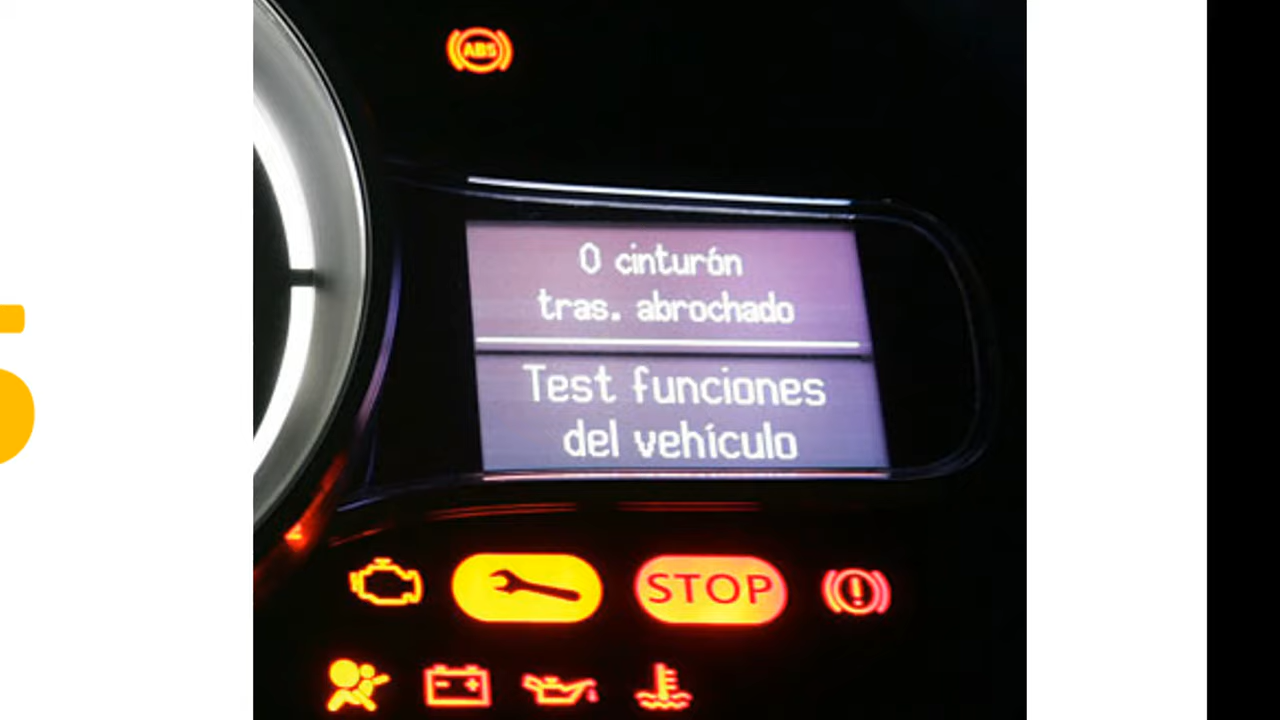 ABS
0 cinturón
tras. abrochado
Test funciones
del vehículo
STOP